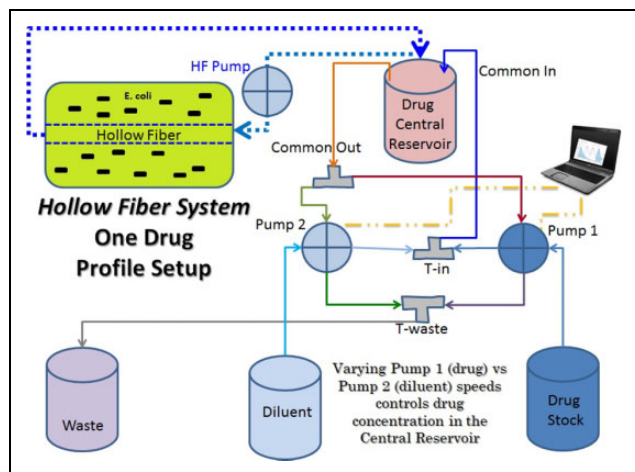 HF Pump
Common In
E. coli
Hollow Fiber
Drug
Central
Reservoir
Common Out
Hollow Fiber System
One Drug
Profile Setup
Pump 2
Pump 1
T-in
T-waste
Waste
Diluent
Varying Pump 1 (drug) vs
Pump 2 (diluent) speeds
controls drug
concentration in the
Central Reservoir
Drug
Stock